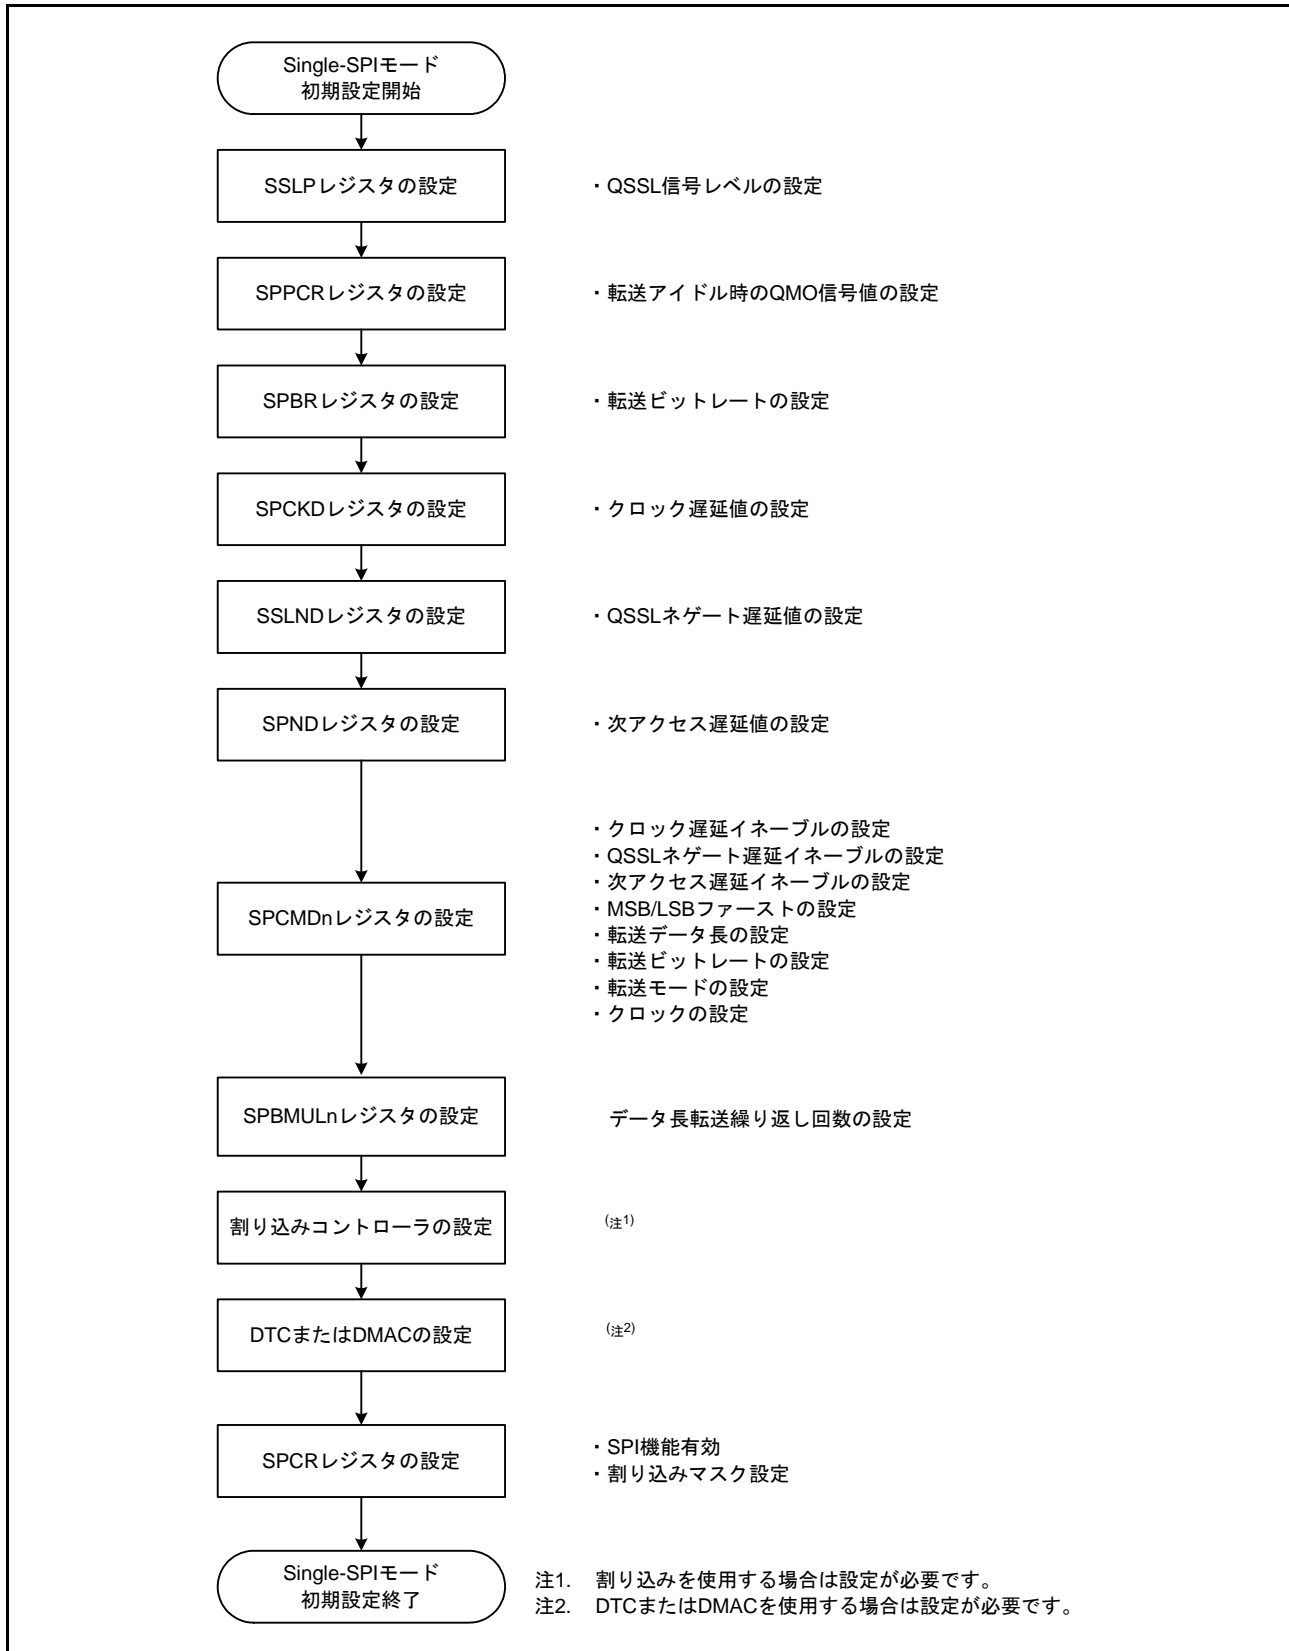 Single-SPIモード
初期設定開始
SSLPレジスタの設定
・QSSL信号レベルの設定
SPPCRレジスタの設定
・転送アイドル時のQMO信号値の設定
SPBRレジスタの設定
・転送ビットレートの設定
SPCKDレジスタの設定
・クロック遅延値の設定
SSLNDレジスタの設定
・QSSLネゲート遅延値の設定
SPNDレジスタの設定
・次アクセス遅延値の設定
SPCMDnレジスタの設定
・クロック遅延イネーブルの設定
・QSSLネゲート遅延イネーブルの設定
・次アクセス遅延イネーブルの設定
・MSB/LSBファーストの設定
・転送データ長の設定
・転送ビットレートの設定
・転送モードの設定
・クロックの設定
SPBMULnレジスタの設定
データ長転送繰り返し回数の設定
割り込みコントローラの設定
(注1)
DTCまたはDMACの設定
(注2)
SPCRレジスタの設定
・SPI機能有効
・割り込みマスク設定
Single-SPIモード
初期設定終了
注1. 割り込みを使用する場合は設定が必要です。
注2. DTCまたはDMACを使用する場合は設定が必要です。